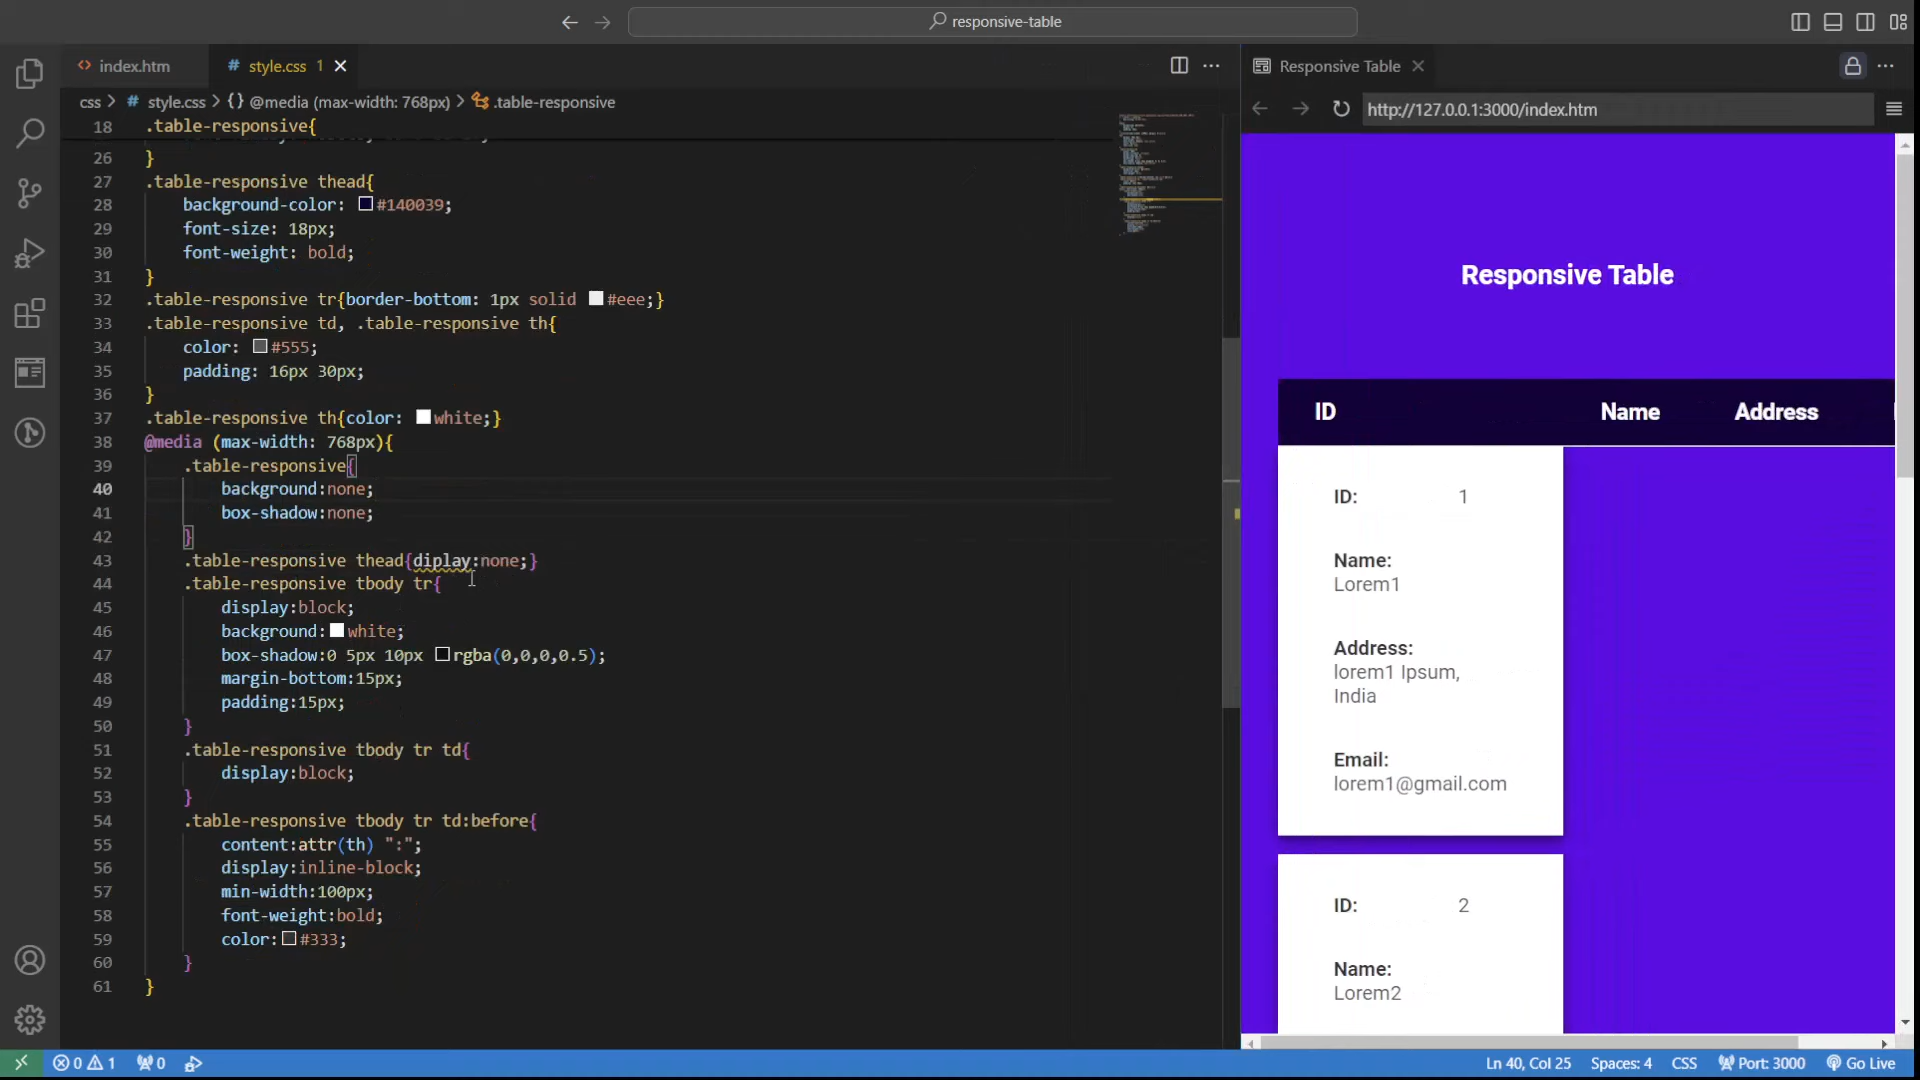 responsive-table
index.htm
style.css 1
Responsive Table
css > style.css > {} @media (max-width: 768px) > .table-responsive
http://127.0.0.1:3000/index.htm
18 .table-responsive{
26 }
27 .table-responsive thead{
28 background-color: #140039;
29 font-size: 18px;
30 font-weight: bold;
31 }
32 .table-responsive tr{border-bottom: 1px solid #eee;}
33 .table-responsive td, .table-responsive th{
34 color: #555;
35 padding: 16px 30px;
36 }
37 .table-responsive th{color: white;}
38 @media (max-width: 768px){
39 .table-responsive{
40 background:none;
41 box-shadow:none;
42 }
43 .table-responsive thead{diplay:none;}
44 .table-responsive tbody tr{
45 display:block;
46 background:white;
47 box-shadow:0 5px 10px rgba(0,0,0,0.5);
48 margin-bottom:15px;
49 padding:15px;
50 }
51 .table-responsive tbody tr td{
52 display:block;
53 }
54 .table-responsive tbody tr td:before{
55 content:attr(th) ":";
56 display:inline-block;
57 min-width:100px;
58 font-weight:bold;
59 color:#333;
60 }
61 }
Responsive Table
ID Name Address
ID: 1
Name:
Lorem1
Address:
lorem1 Ipsum,
India
Email:
lorem1@gmail.com
ID: 2
Name:
Lorem2
0 1 0
Ln 40, Col 25 Spaces: 4 CSS Port: 3000 Go Live